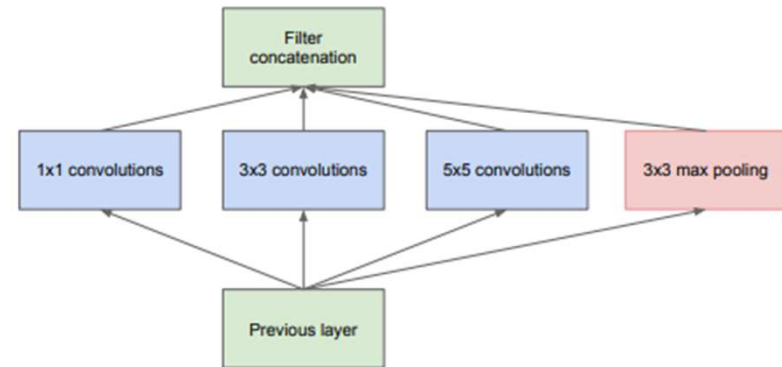 Filter
concatenation
1x1 convolutions
3x3 convolutions
5x5 convolutions
3x3 max pooling
Previous layer